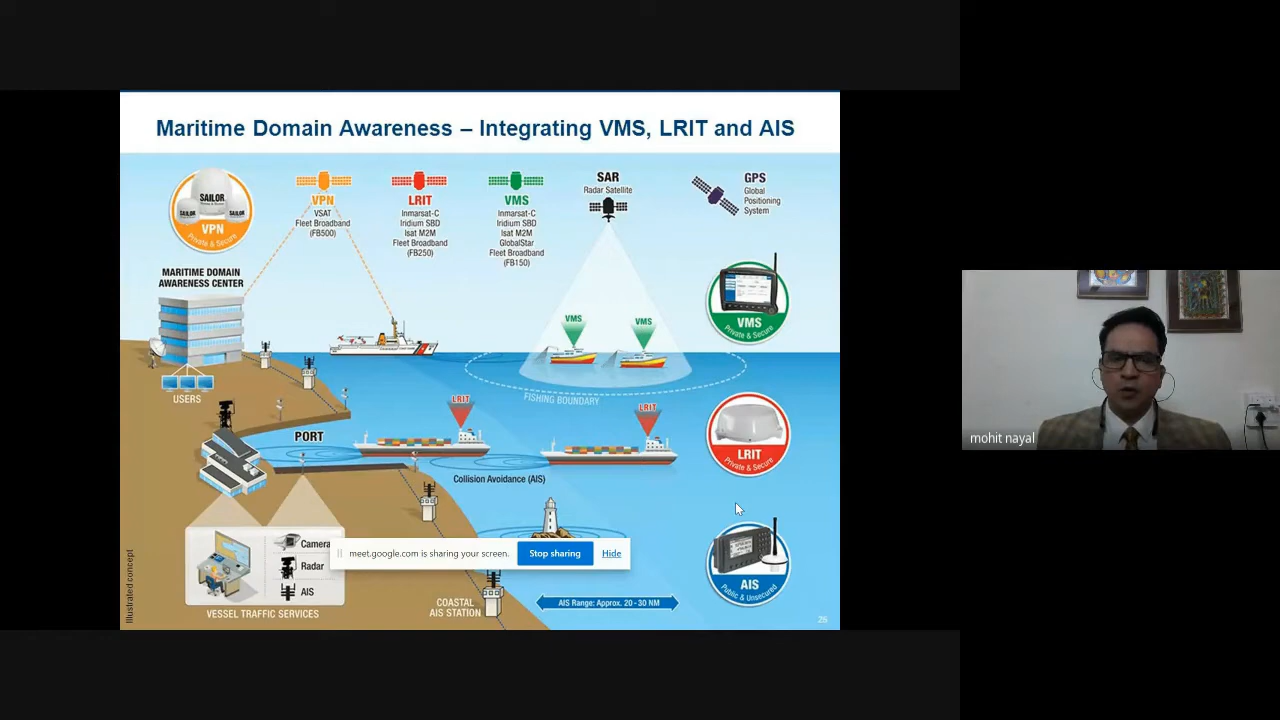 Maritime Domain Awareness – Integrating VMS, LRIT and AIS
SAILOR
SAILOR
SAILOR
VPN
Private & Secure
VPN
VSAT
Fleet Broadband
(FB500)
LRIT
Inmarsat-C
Iridium SBD
Isat M2M
Fleet Broadband
(FB250)
VMS
Inmarsat-C
Iridium SBD
Isat M2M
GlobalStar
Fleet Broadband
(FB150)
SAR
Radar Satellite
GPS
Global
Positioning
System
MARITIME DOMAIN
AWARENESS CENTER
USERS
VMS
VMS
FISHING BOUNDARY
VMS
Private & Secure
LRIT
LRIT
PORT
Collision Avoidance (AIS)
LRIT
Private & Secure
mohit nayal
Camera
Radar
AIS
VESSEL TRAFFIC SERVICES
meet.google.com is sharing your screen.
Stop sharing
Hide
COASTAL
AIS STATION
AIS Range: Approx. 20 - 30 NM
AIS
Public & Unsecured
Illustrated concept
26